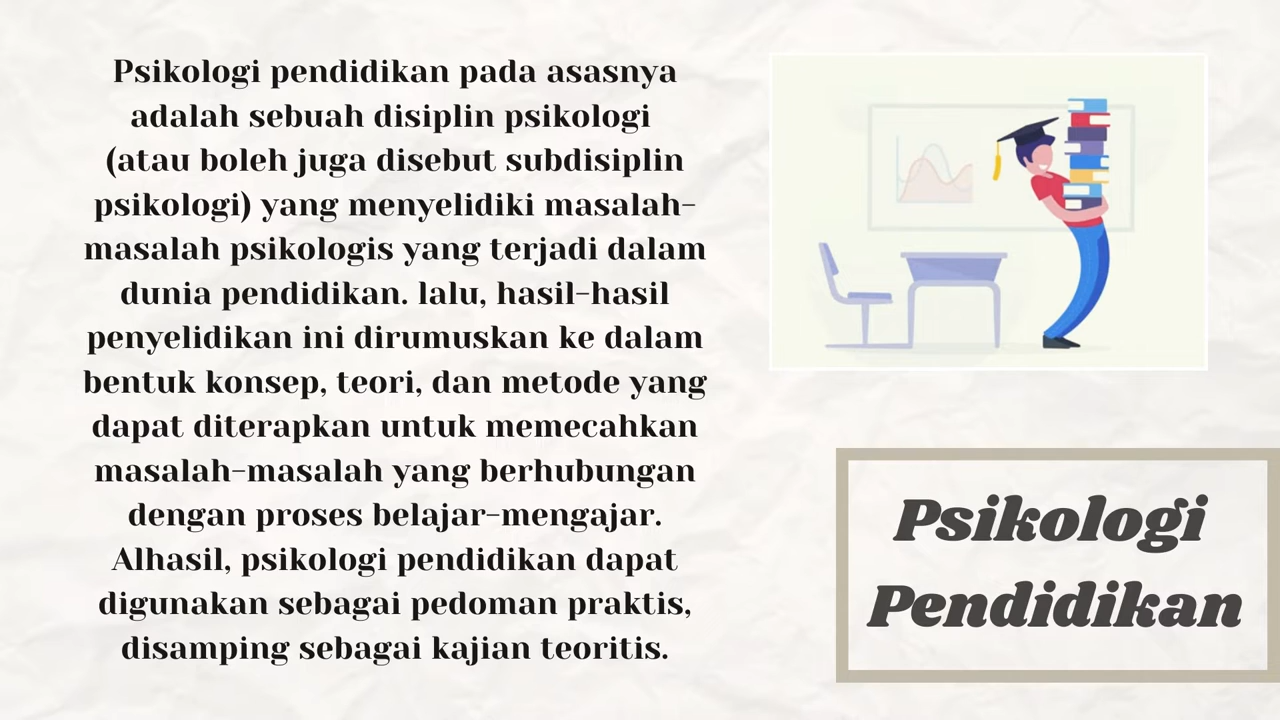 Psikologi pendidikan pada asasnya
adalah sebuah disiplin psikologi
(atau boleh juga disebut subdisiplin
psikologi) yang menyelidiki masalah-
masalah psikologis yang terjadi dalam
dunia pendidikan. lalu, hasil-hasil
penyelidikan ini dirumuskan ke dalam
bentuk konsep, teori, dan metode yang
dapat diterapkan untuk memecahkan
masalah-masalah yang berhubungan
dengan proses belajar-mengajar.
Alhasil, psikologi pendidikan dapat
digunakan sebagai pedoman praktis,
disamping sebagai kajian teoritis.
Psikologi
Pendidikan